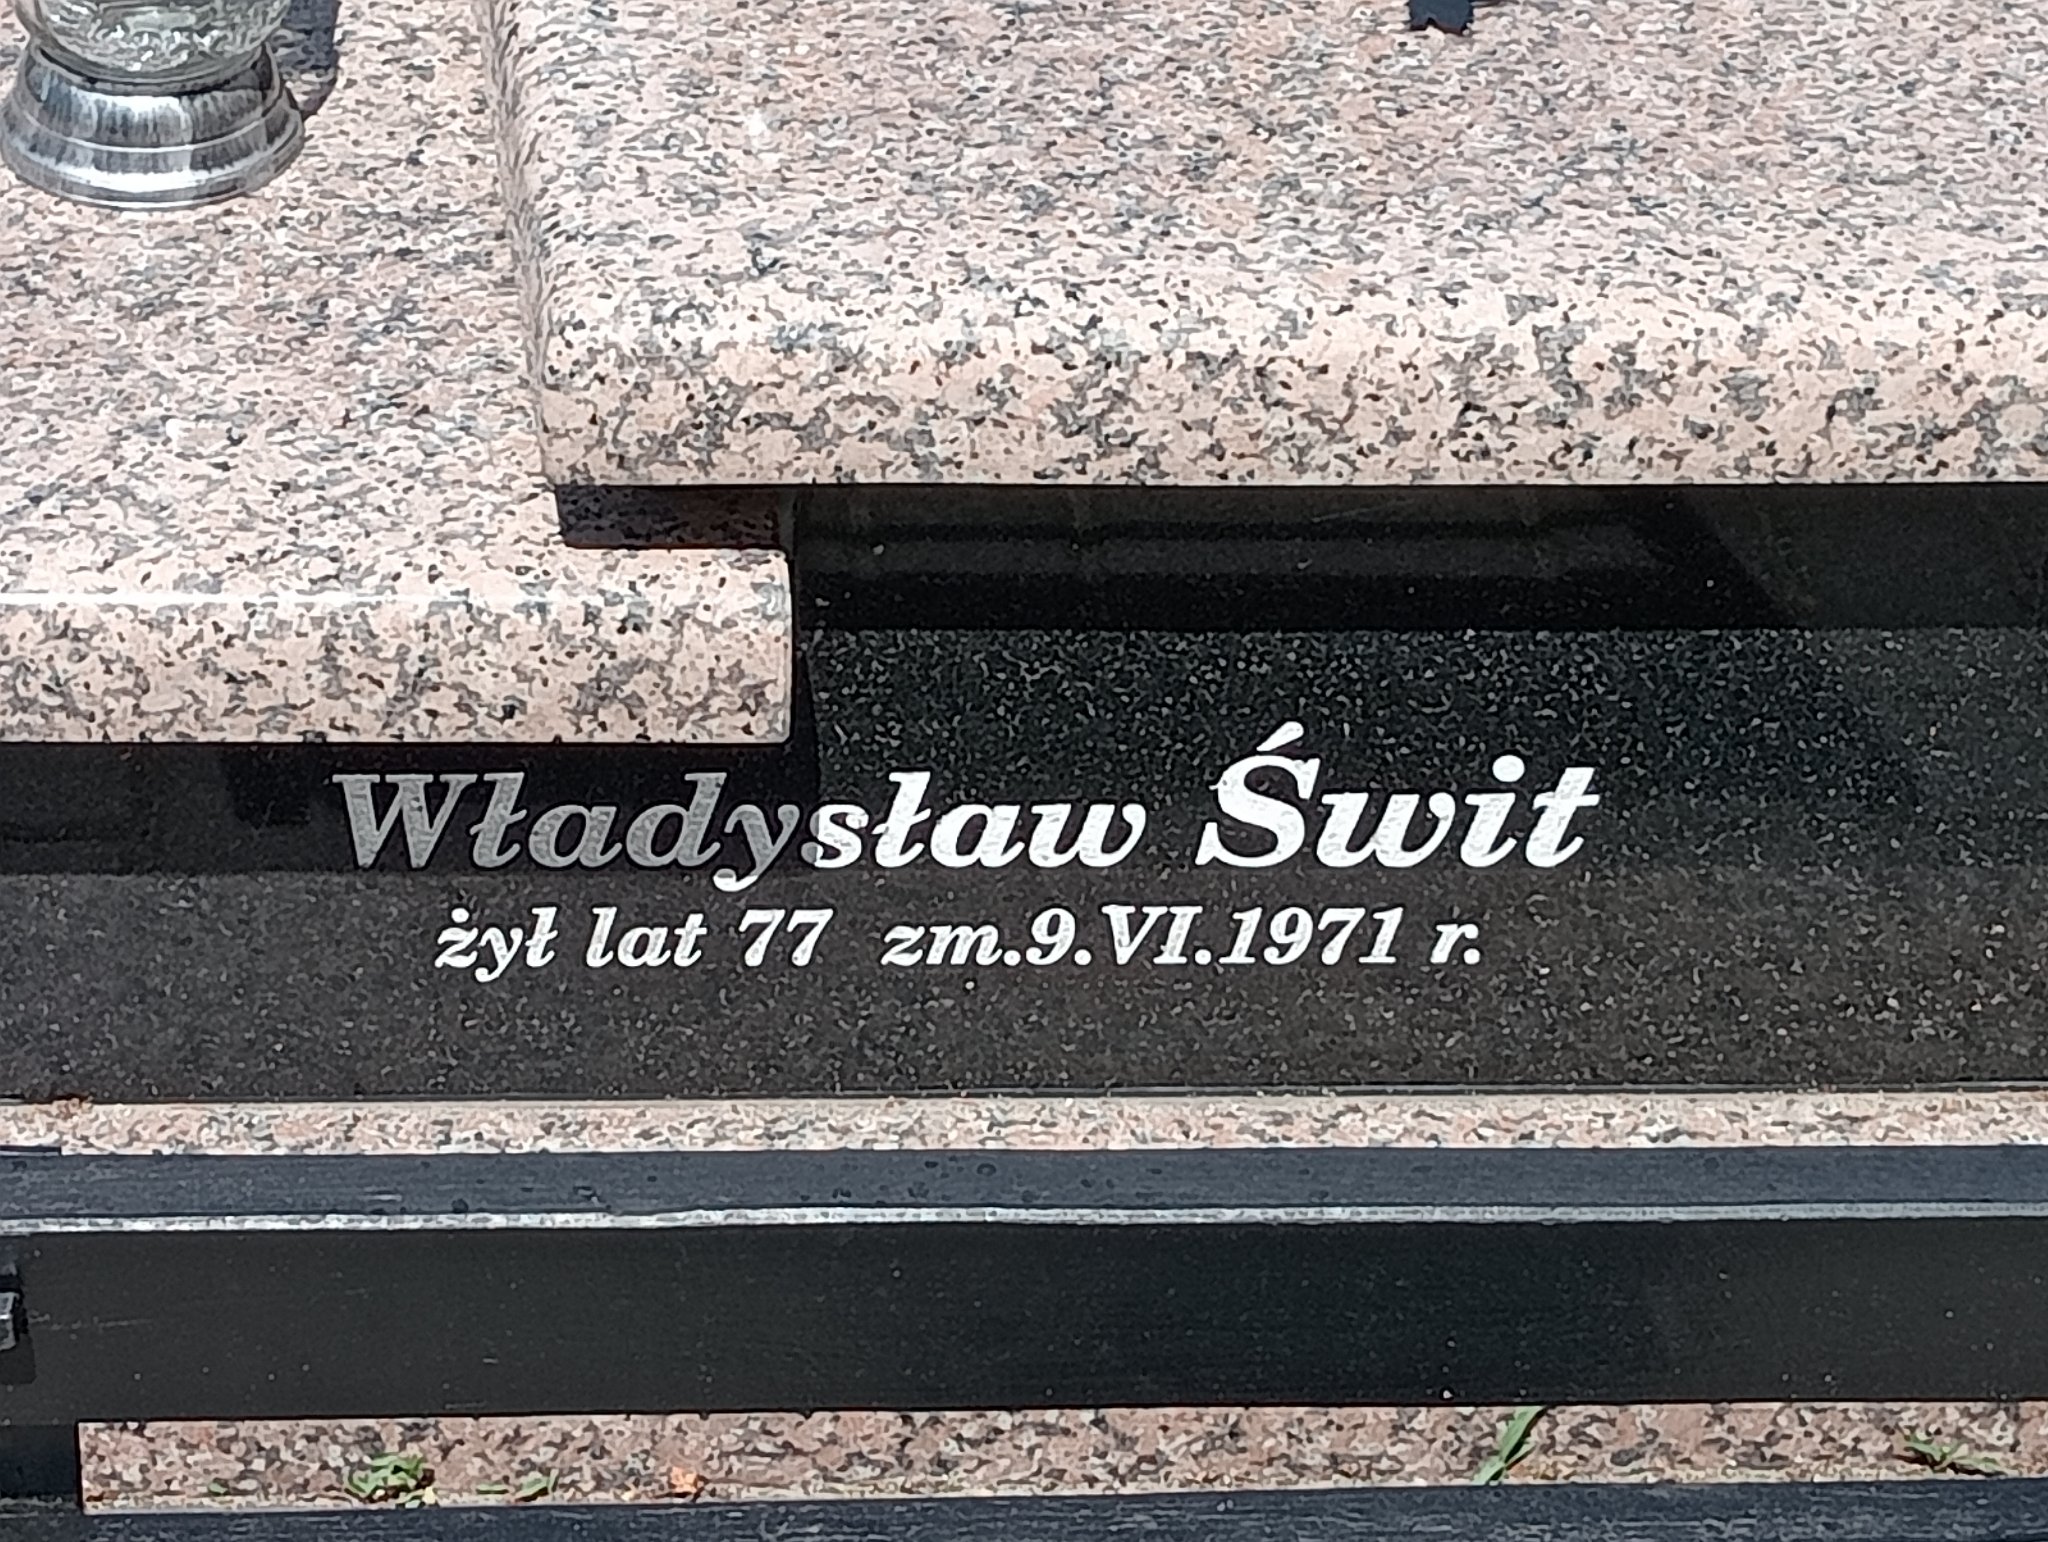 Władysław Świt
żył lat 77 zm.9.VI.1971 r.